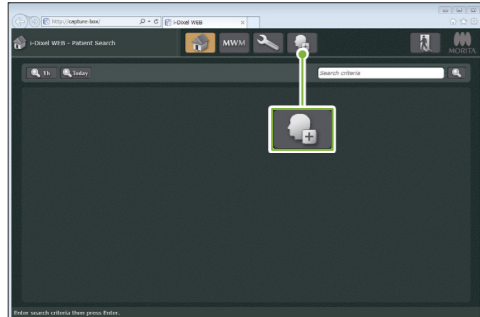 http://capture-box/
i-Dixel WEB
i-Dixel WEB - Patient Search
MWM
MORITA
1h
Today
Search criteria
Enter search criteria then press Enter.